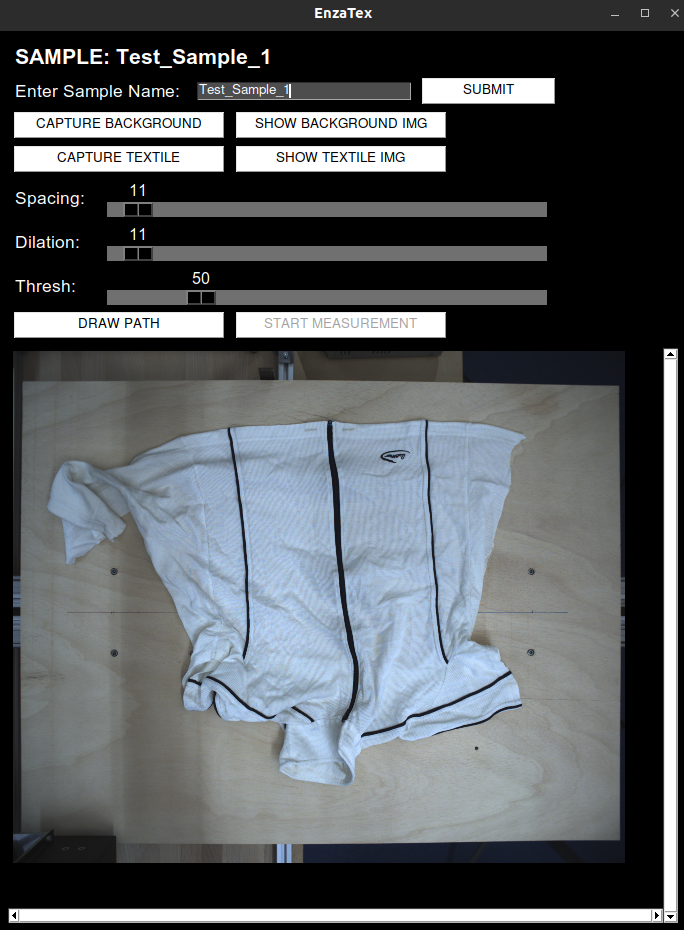 EnzaTex
SAMPLE: Test_Sample_1
Enter Sample Name: Test_Sample_1 SUBMIT
CAPTURE BACKGROUND SHOW BACKGROUND IMG
CAPTURE TEXTILE SHOW TEXTILE IMG
11
Spacing:
11
Dilation:
50
Thresh:
DRAW PATH START MEASUREMENT